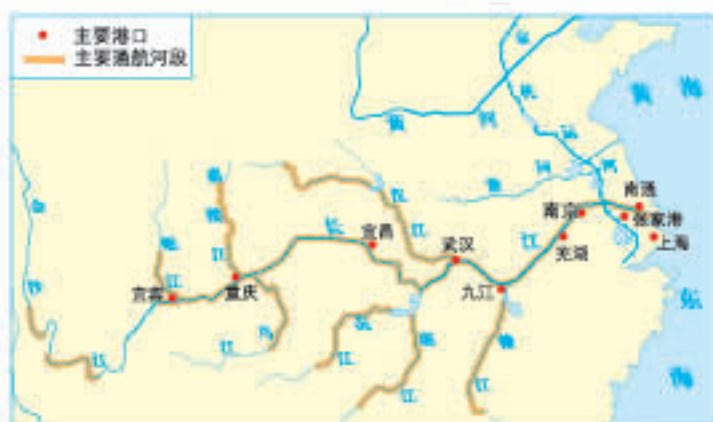 主要港口
主要通航河段
黄海
东海
京杭运河
黄河
淮河
南通
张家港
上海
南京
芜湖
九江
武汉
宜昌
重庆
宜宾
长江
汉江
嘉陵江
岷江
金沙江
乌江
沅江
湘江
赣江